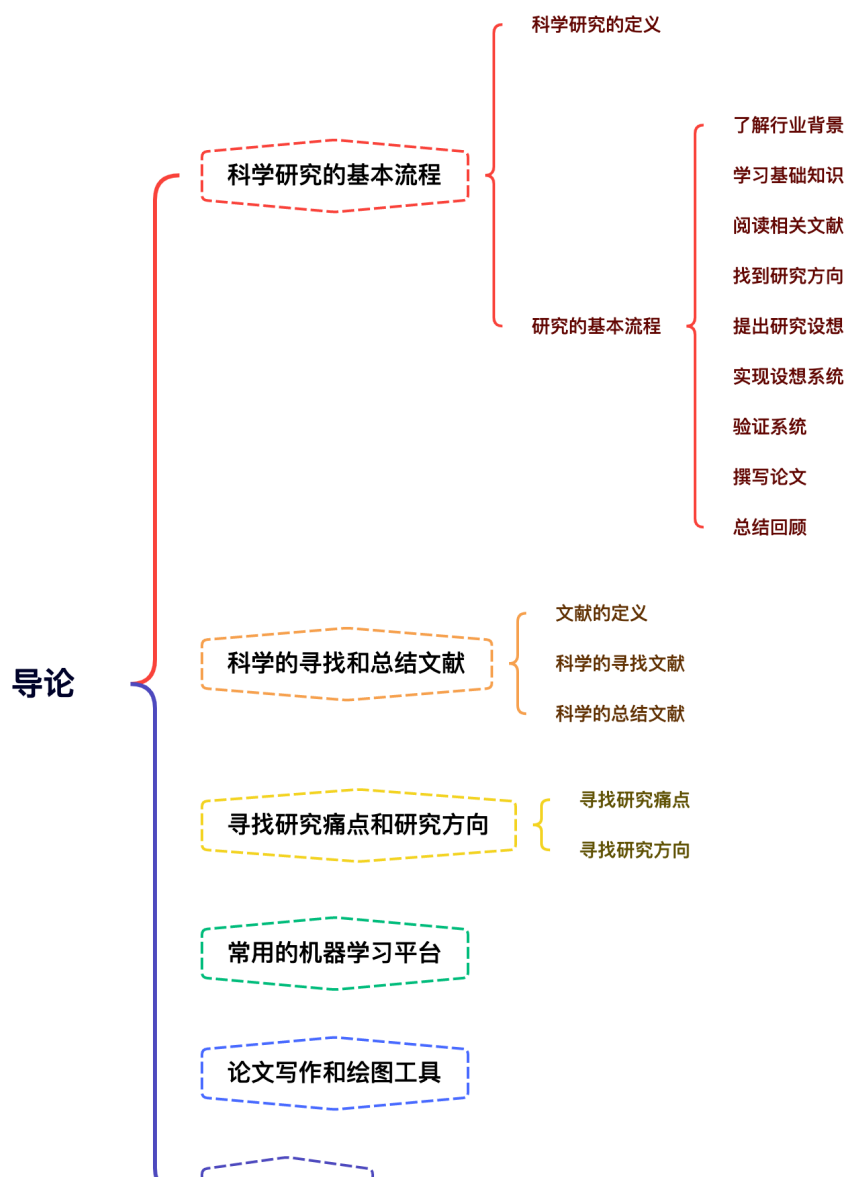 导论
科学研究的基本流程
科学研究的定义
研究的基本流程
了解行业背景
学习基础知识
阅读相关文献
找到研究方向
提出研究设想
实现设想系统
验证系统
撰写论文
总结回顾
科学的寻找和总结文献
文献的定义
科学的寻找文献
科学的总结文献
寻找研究痛点和研究方向
寻找研究痛点
寻找研究方向
常用的机器学习平台
论文写作和绘图工具